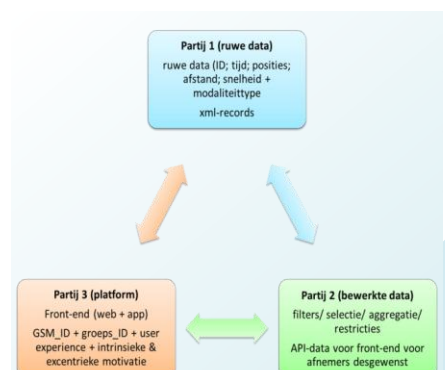 Partij 1 (ruwe data)
ruwe data (ID; tijd; posities;
afstand; snelheid +
modaliteittype
xml-records
Partij 3 (platform)
Front-end (web + app)
GSM_ID + groeps_ID + user
experience + intrinsieke &
excentrieke motivatie
Partij 2 (bewerkte data)
filters/ selectie/ aggregatie/
restricties
API-data voor front-end voor
afnemers desgewenst